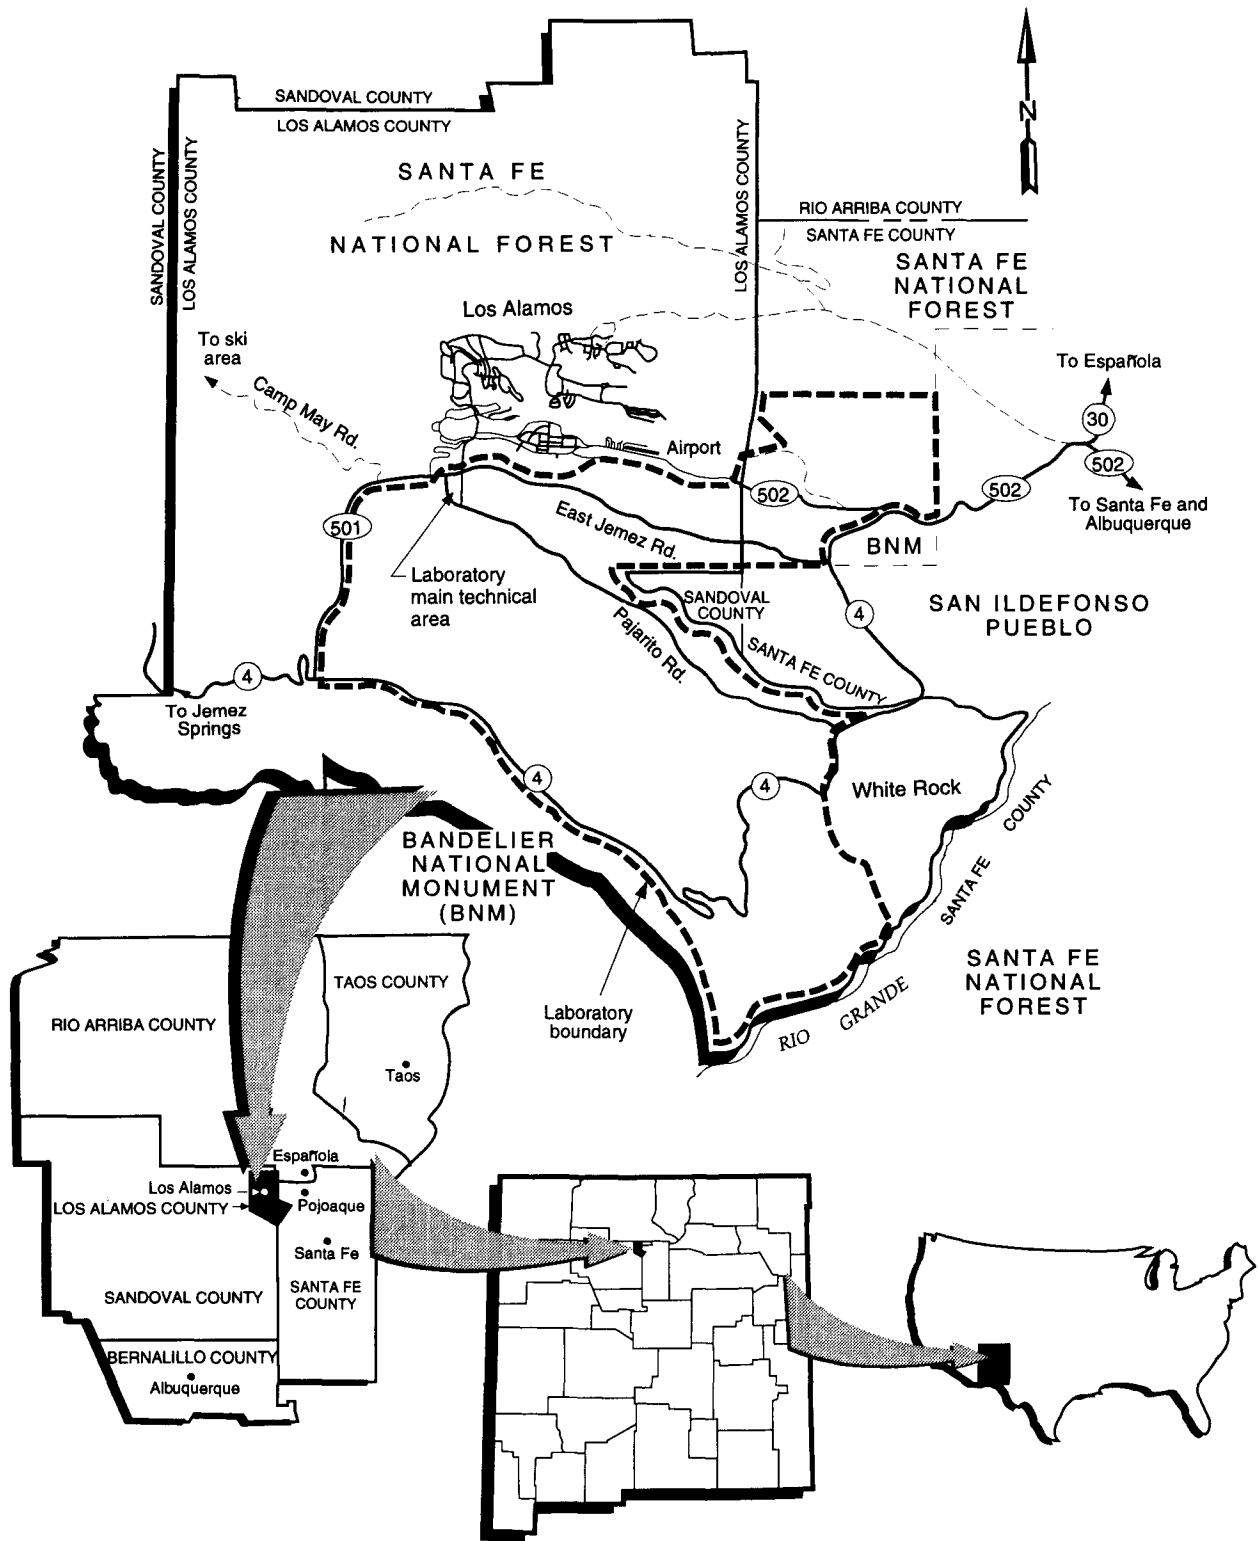 SANDOVAL COUNTY
LOS ALAMOS COUNTY
SANDOVAL COUNTY
LOS ALAMOS COUNTY
LOS ALAMOS COUNTY
N
SANTA FE
NATIONAL FOREST
RIO ARRIBA COUNTY
SANTA FE COUNTY
SANTA FE
NATIONAL
FOREST
Los Alamos
To ski
area
Camp May Rd.
To Española
30
502
To Santa Fe and
Albuquerque
Airport
502
502
501
East Jemez Rd.
BNM
Laboratory
main technical
area
SANDOVAL
COUNTY
SAN ILDEFONSO
PUEBLO
4
Pajarito Rd.
SANTA FE COUNTY
4
To Jemez
Springs
4
4
White Rock
COUNTY
SANTA FE
BANDELIER
NATIONAL
MONUMENT
(BNM)
SANTA FE
NATIONAL
FOREST
Laboratory
boundary
RIO GRANDE
TAOS COUNTY
RIO ARRIBA COUNTY
Taos
Española
Los Alamos
LOS ALAMOS COUNTY
Pojoaque
Santa Fe
SANTA FE
COUNTY
SANDOVAL COUNTY
BERNALILLO COUNTY
Albuquerque